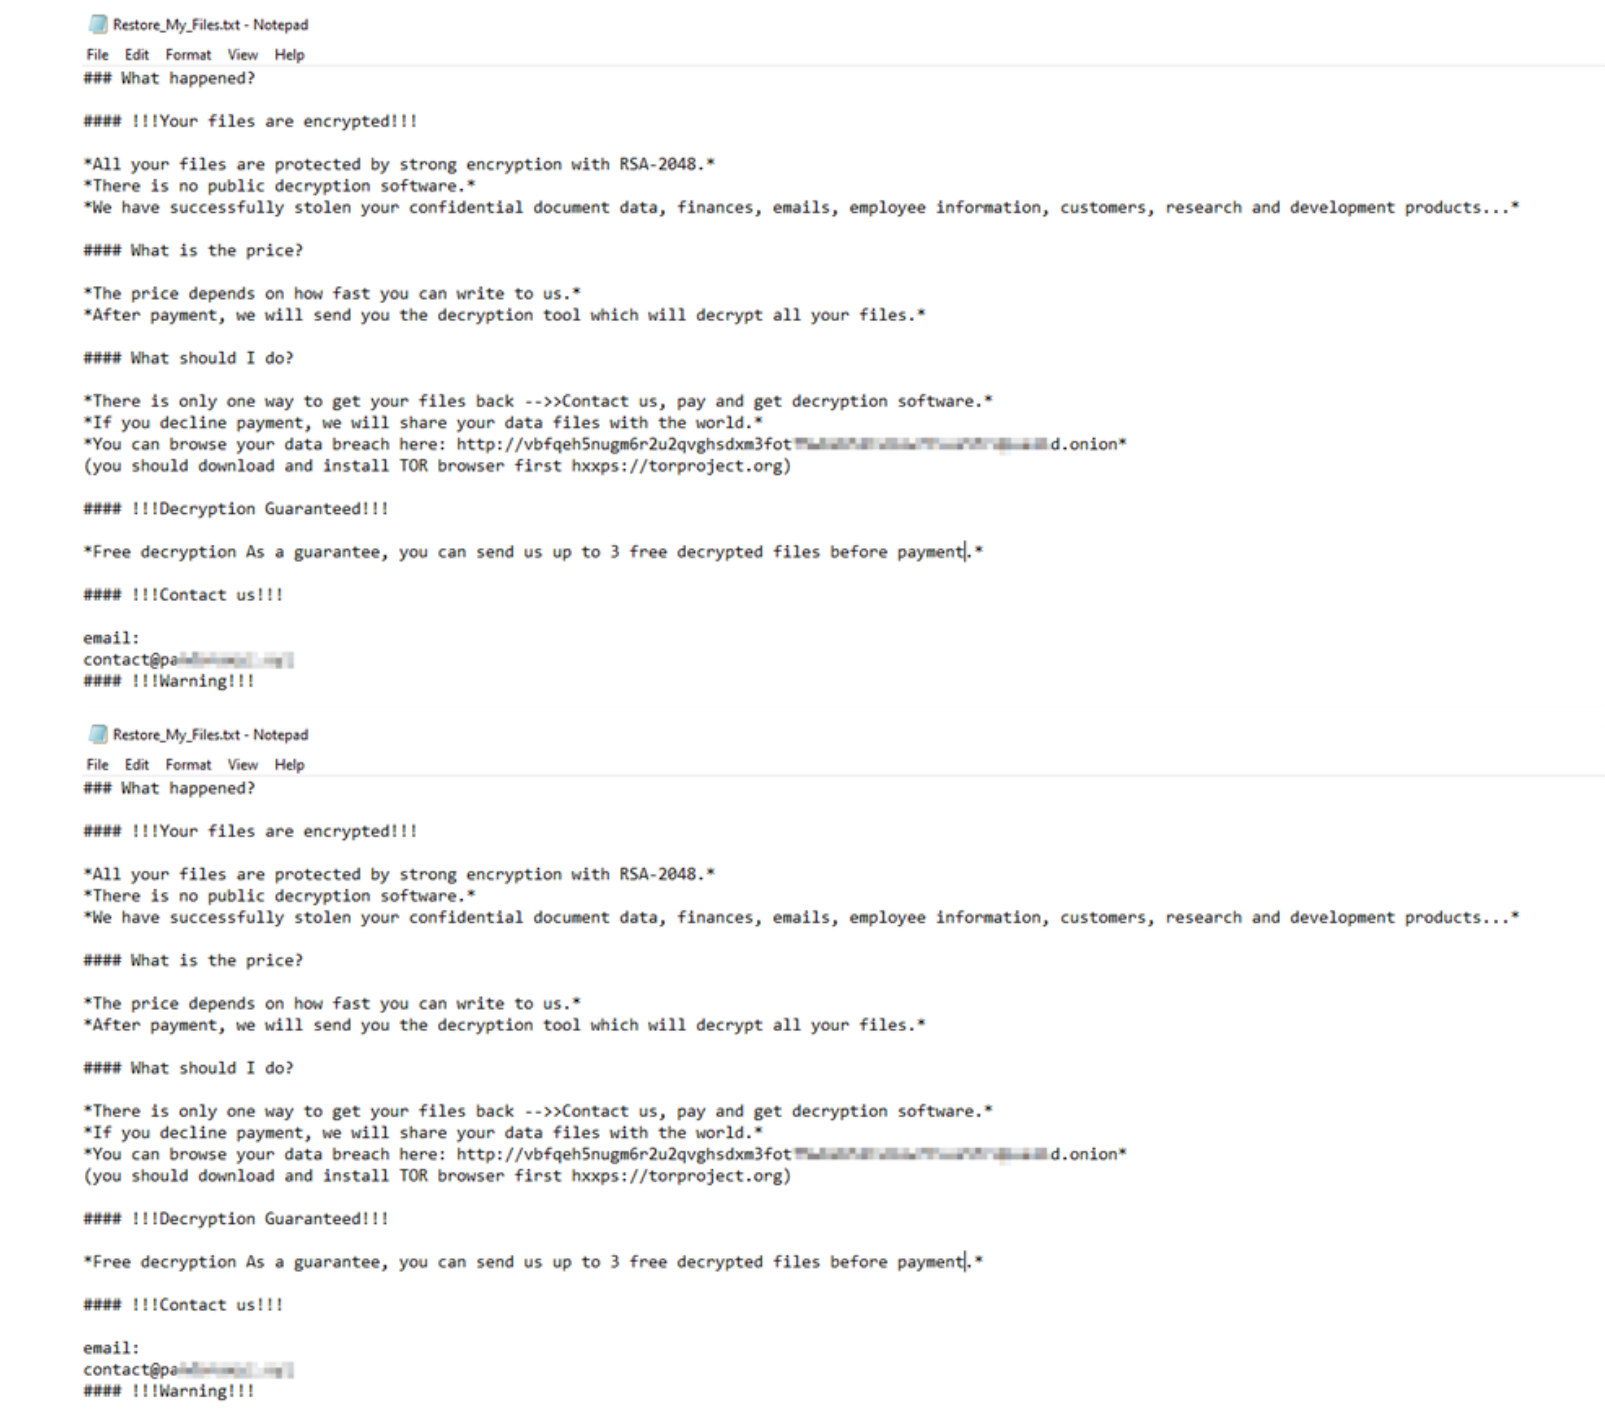 Restore_My_Files.txt - Notepad
File Edit Format View Help
### What happened?
#### !!!Your files are encrypted!!!
*All your files are protected by strong encryption with RSA-2048.*
*There is no public decryption software.*
*We have successfully stolen your confidential document data, finances, emails, employee information, customers, research and development products...*
#### What is the price?
*The price depends on how fast you can write to us.*
*After payment, we will send you the decryption tool which will decrypt all your files.*
#### What should I do?
*There is only one way to get your files back -->>Contact us, pay and get decryption software.*
*If you decline payment, we will share your data files with the world.*
*You can browse your data breach here: http://vbfqeh5nugm6r2u2qvghsdxm3fot d.onion*
(you should download and install TOR browser first hxxps://torproject.org)
#### !!!Decryption Guaranteed!!!
*Free decryption As a guarantee, you can send us up to 3 free decrypted files before payment.*
#### !!!Contact us!!!
email:
contact@pa
#### !!!Warning!!!
Restore_My_Files.txt - Notepad
File Edit Format View Help
### What happened?
#### !!!Your files are encrypted!!!
*All your files are protected by strong encryption with RSA-2048.*
*There is no public decryption software.*
*We have successfully stolen your confidential document data, finances, emails, employee information, customers, research and development products...*
#### What is the price?
*The price depends on how fast you can write to us.*
*After payment, we will send you the decryption tool which will decrypt all your files.*
#### What should I do?
*There is only one way to get your files back -->>Contact us, pay and get decryption software.*
*If you decline payment, we will share your data files with the world.*
*You can browse your data breach here: http://vbfqeh5nugm6r2u2qvghsdxm3fot d.onion*
(you should download and install TOR browser first hxxps://torproject.org)
#### !!!Decryption Guaranteed!!!
*Free decryption As a guarantee, you can send us up to 3 free decrypted files before payment.*
#### !!!Contact us!!!
email:
contact@pa
#### !!!Warning!!!